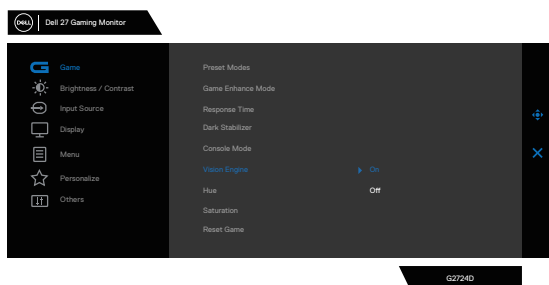 DELL
Dell 27 Gaming Monitor
Game
Brightness / Contrast
Input Source
Display
Menu
Personalize
Others
Preset Modes
Game Enhance Mode
Response Time
Dark Stabilizer
Console Mode
Vision Engine
On
Hue
Off
Saturation
Reset Game
G2724D